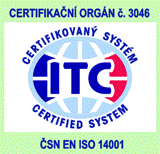 CERTIFIKAČNÍ ORGÁN č. 3046
CERTIFIKOVANÝ SYSTÉM
ITC
CERTIFIED SYSTEM
ČSN EN ISO 14001